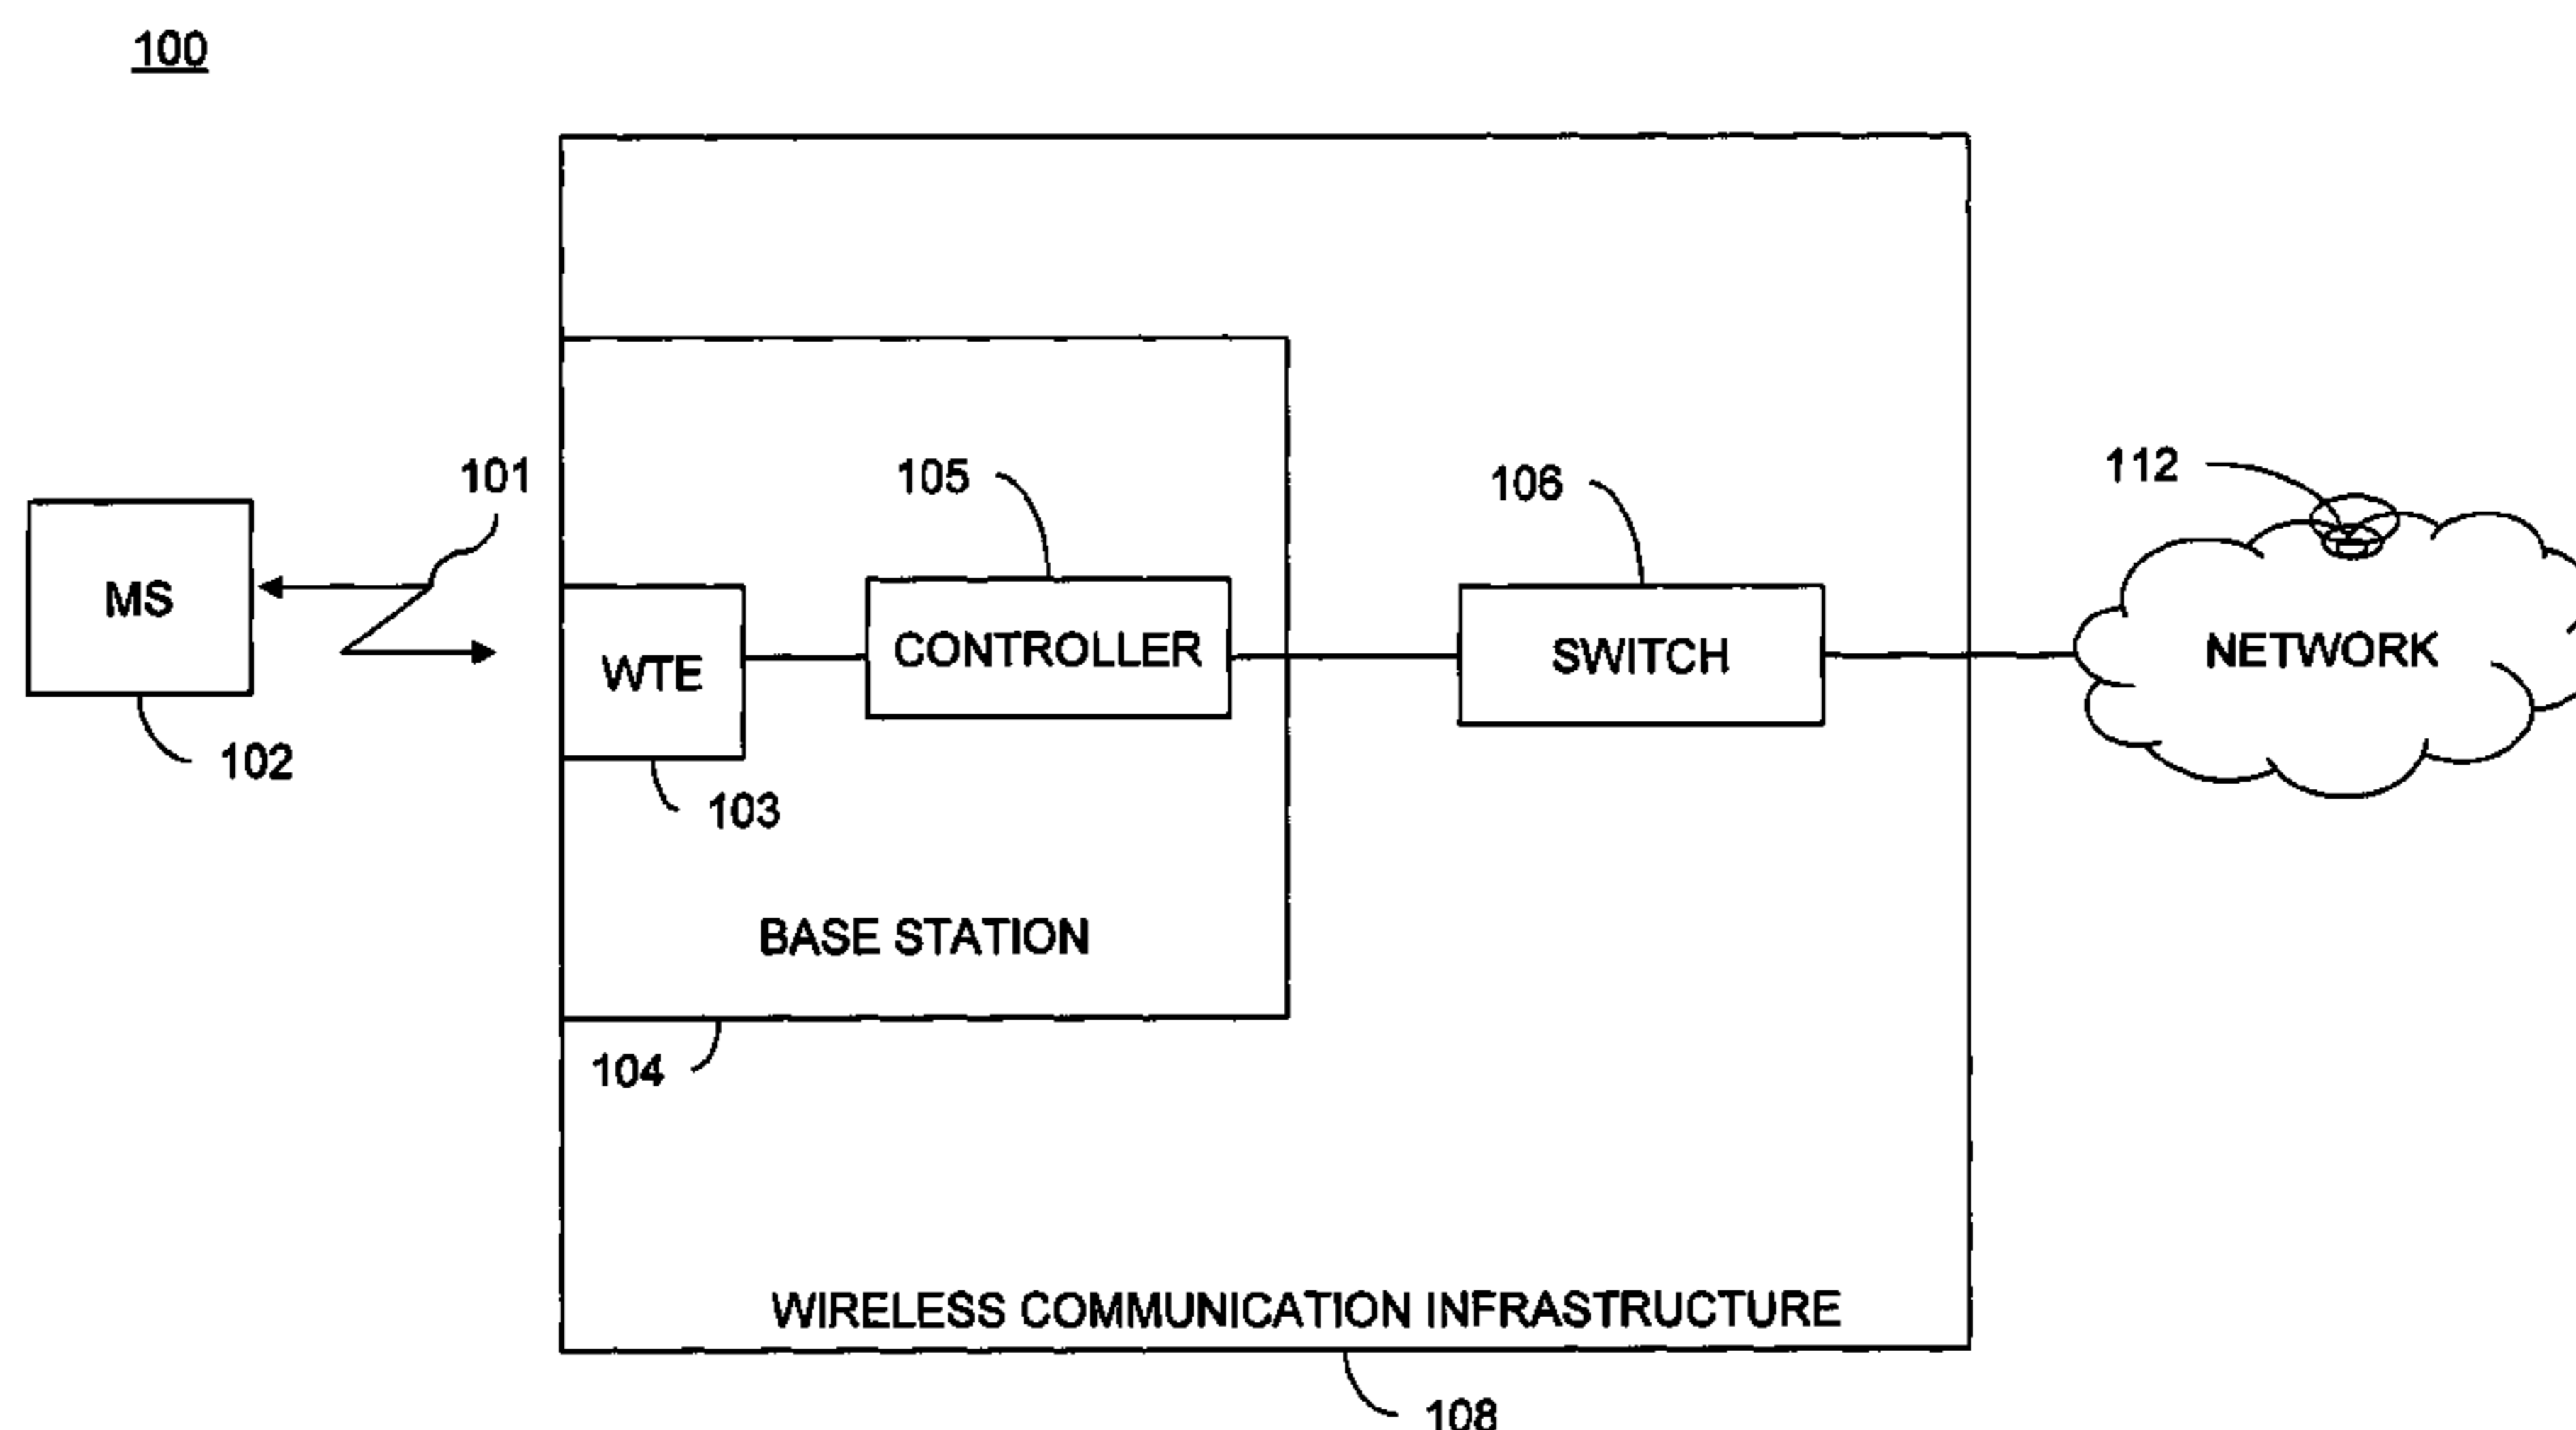 100
101
105
106
112
MS
CONTROLLER
SWITCH
NETWORK
WTE
102
103
BASE STATION
104
WIRELESS COMMUNICATION INFRASTRUCTURE
108